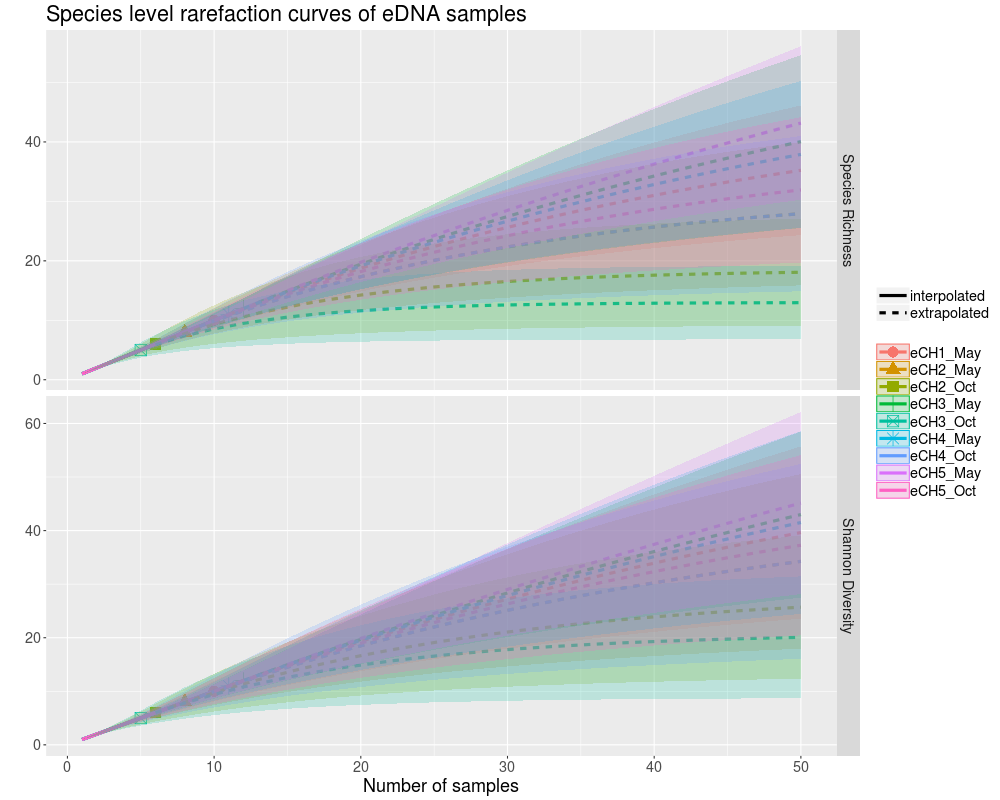 Species level rarefaction curves of eDNA samples
40
20
0
Species Richness
60
40
20
0
Shannon Diversity
0 10 20 30 40 50
Number of samples
interpolated
extrapolated
eCH1_May
eCH2_May
eCH2_Oct
eCH3_May
eCH3_Oct
eCH4_May
eCH4_Oct
eCH5_May
eCH5_Oct